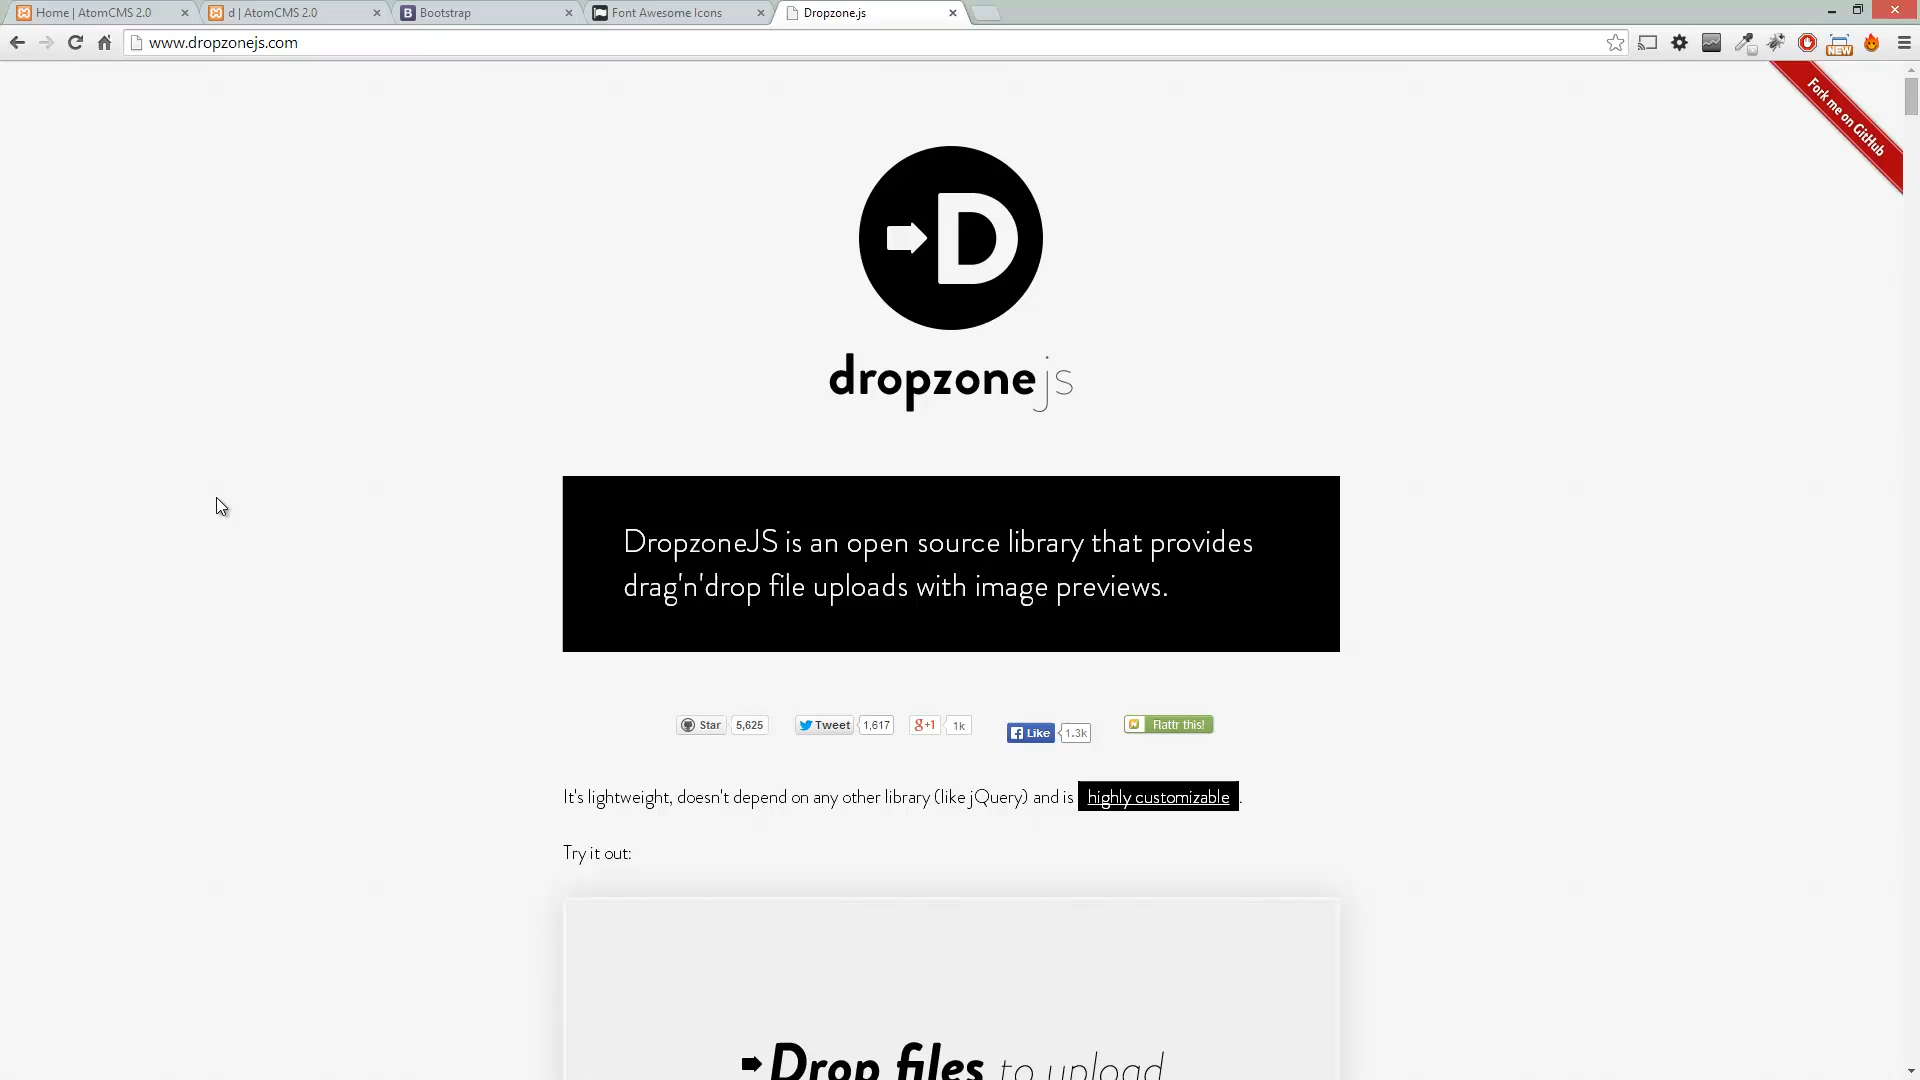 Home | AtomCMS 2.0
d | AtomCMS 2.0
Bootstrap
Font Awesome Icons
Dropzone.js
www.dropzonejs.com
NEW
Fork me on GitHub
D
dropzonejs
DropzoneJS is an open source library that provides
drag'n'drop file uploads with image previews.
Star 5,625 Tweet 1,617 g+1 1k Like 1.3k Flattr this!
It's lightweight, doesn't depend on any other library (like jQuery) and is highly customizable.
Try it out:
Drop files to upload